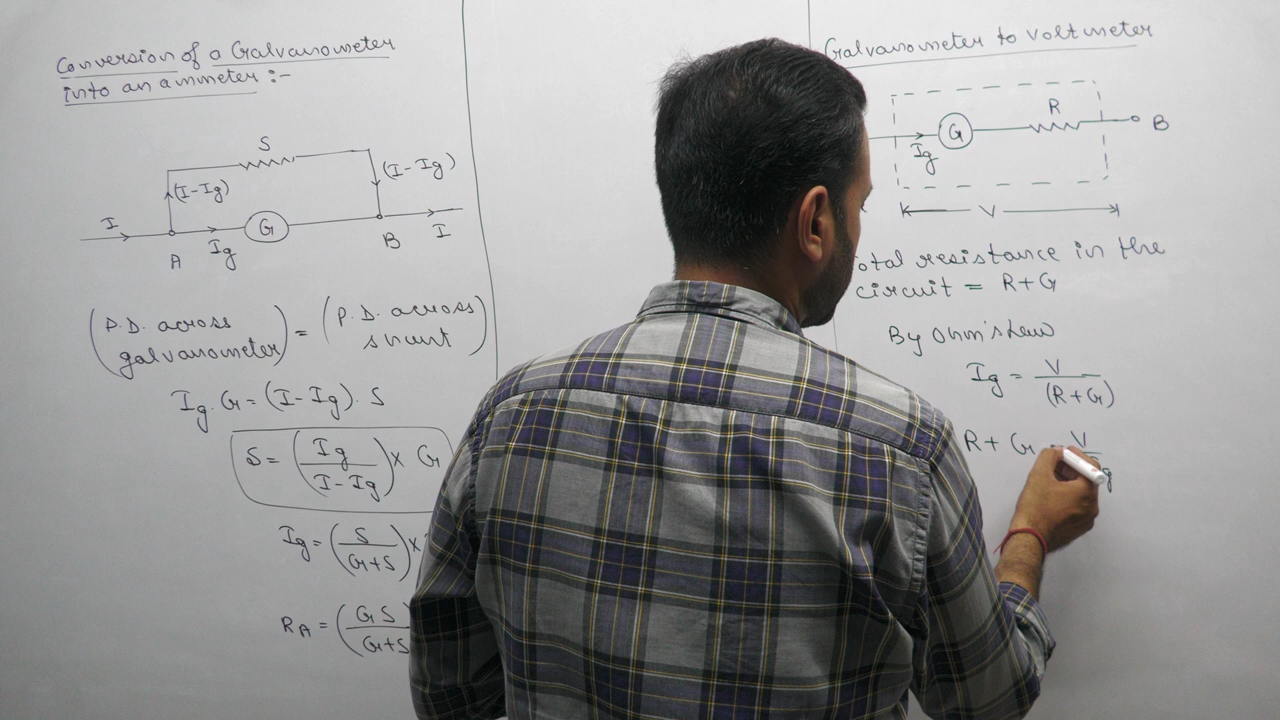 Conversion of a Galvanometer
into an ammeter :-
S
(I-Ig)
(I-Ig)
I
Ig
G
A
B
I
(P.D. across galvanometer) = (P.D. across shunt)
Ig.G = (I-Ig). S
S = (Ig/I-Ig) × G
Ig = (S/G+S) ×
RA = (GS/G+S)
Galvanometer to voltmeter
R
G
B
Ig
V
otal resistance in the
circuit = R+G
By Ohm's Law
Ig = V/(R+G)
R + G = V/Ig